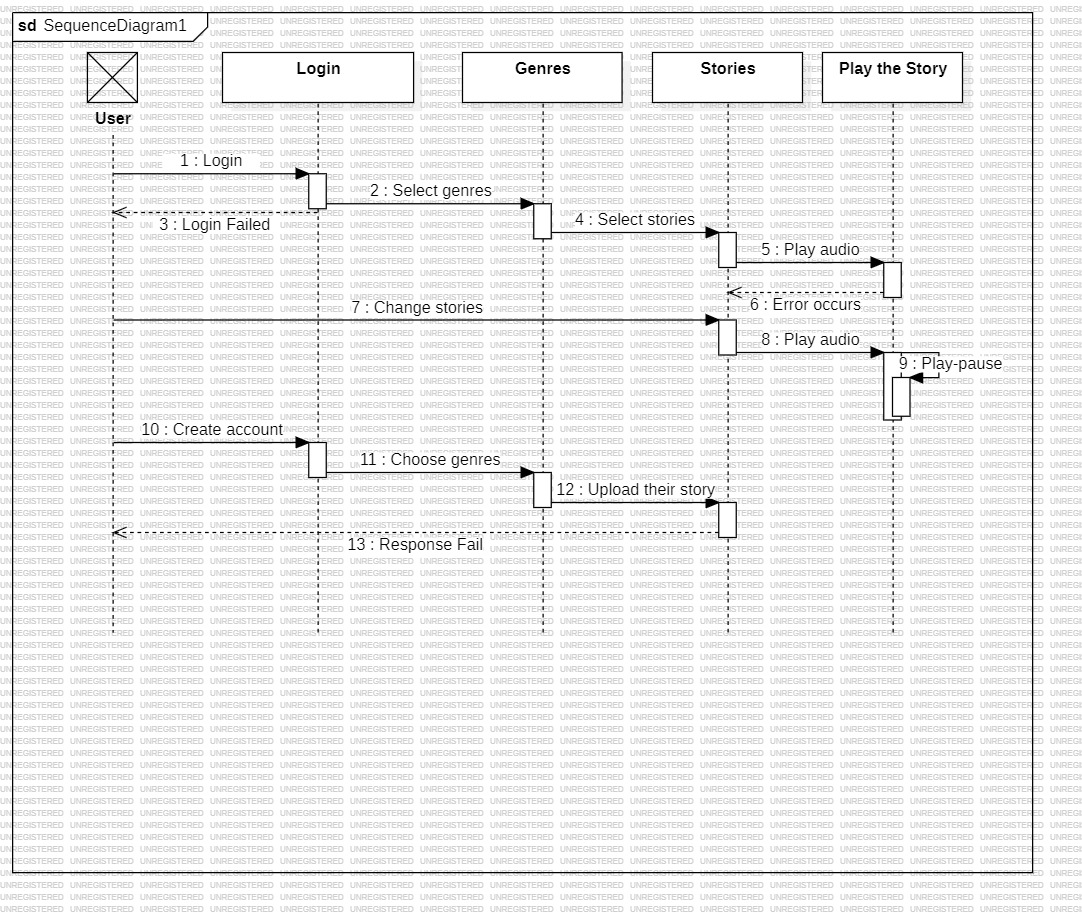 sd SequenceDiagram1
Login
Genres
Stories
Play the Story
User
1 : Login
2 : Select genres
3 : Login Failed
4 : Select stories
5 : Play audio
6 : Error occurs
7 : Change stories
8 : Play audio
9 : Play-pause
10 : Create account
11 : Choose genres
12 : Upload their story
13 : Response Fail
UNREGISTERED